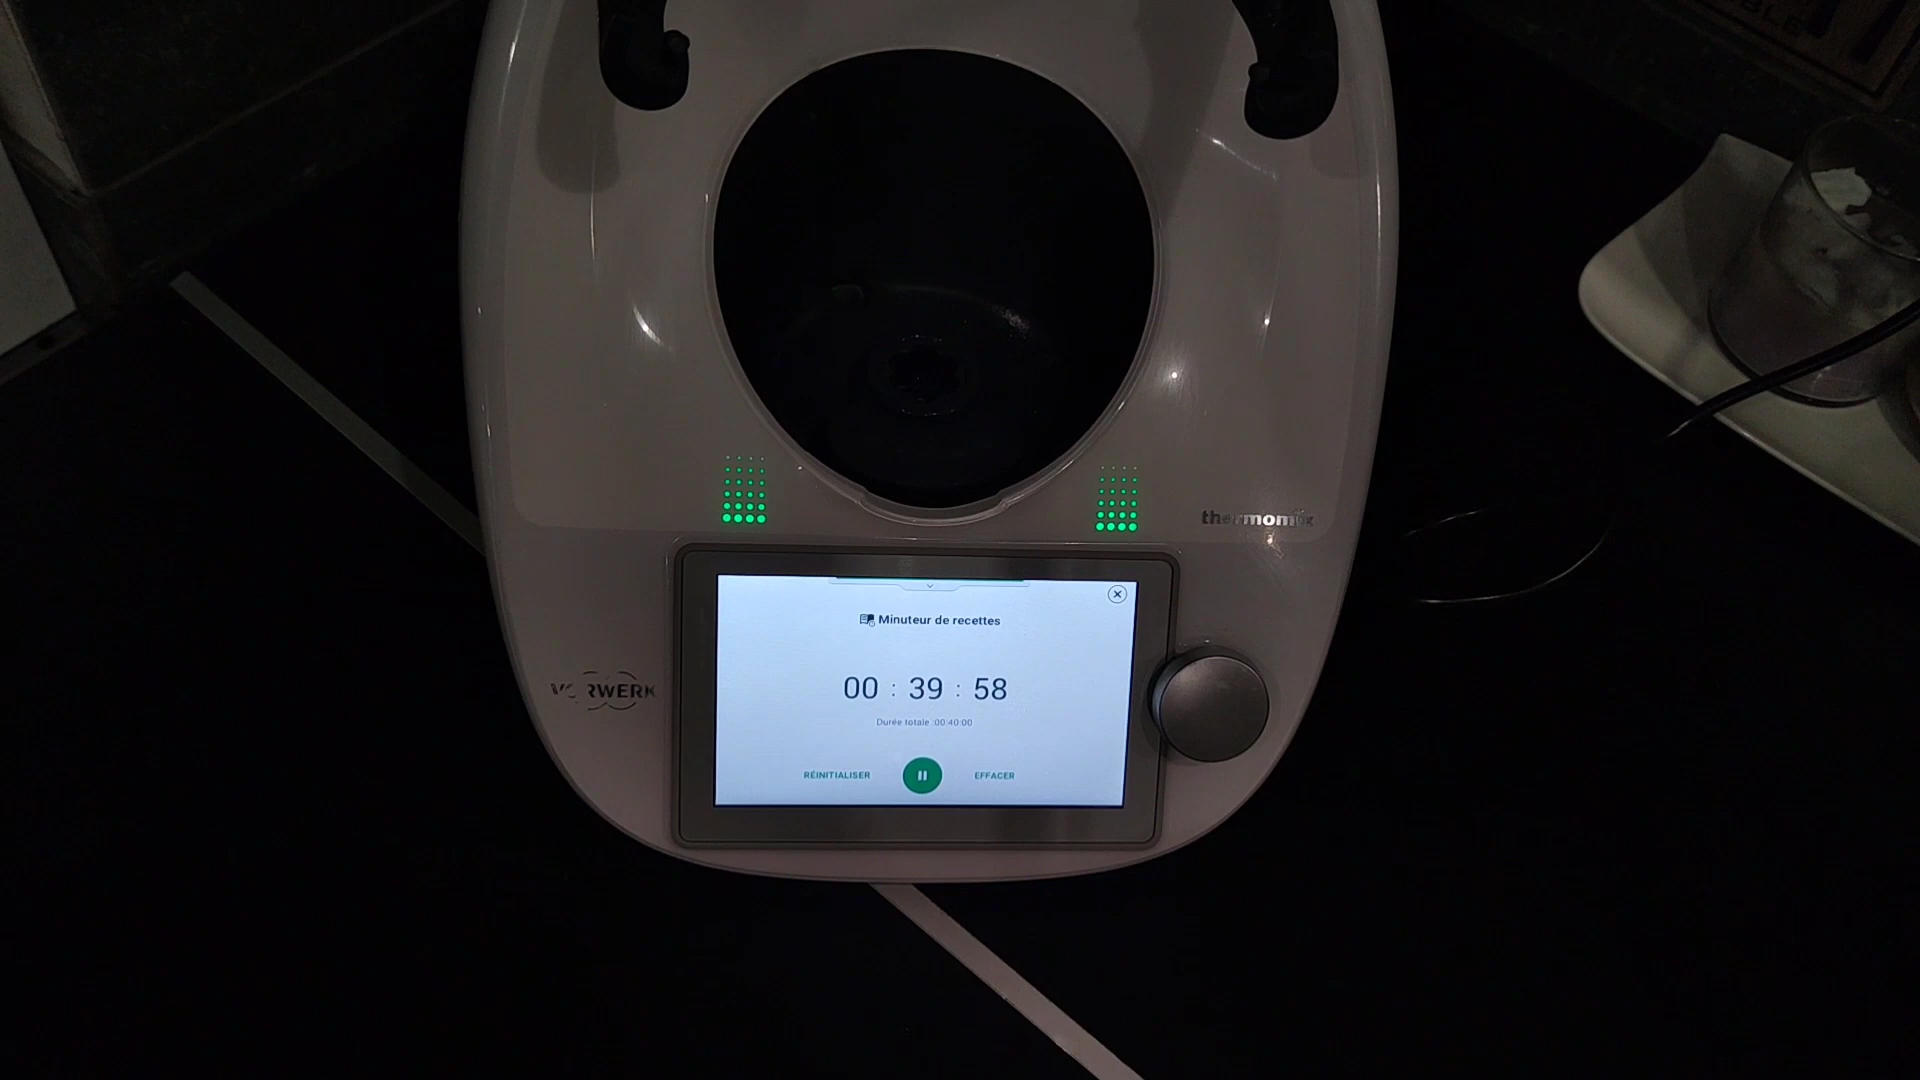 thermomix
Minuteur de recettes
00 : 39 : 58
Durée totale :00:40:00
RÉINITIALISER
EFFACER
VORWERK